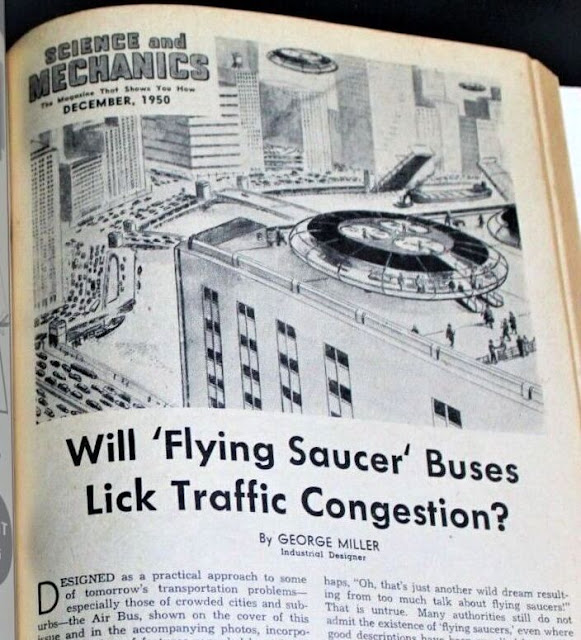 SCIENCE and
MECHANICS
The Magazine That Shows You How
DECEMBER, 1950
Will 'Flying Saucer' Buses
Lick Traffic Congestion?
By GEORGE MILLER
Industrial Designer
DESIGNED as a practical approach to some
of tomorrow's transportation problems—
especially those of crowded cities and sub-
urbs—the Air Bus, shown on the cover of this
issue and in the accompanying photos, incorpo-
haps, "Oh, that's just another wild dream result-
ing from too much talk about flying saucers!"
That is untrue. Many authorities still do not
admit the existence of 'flying saucers,' even when
good descriptions have been